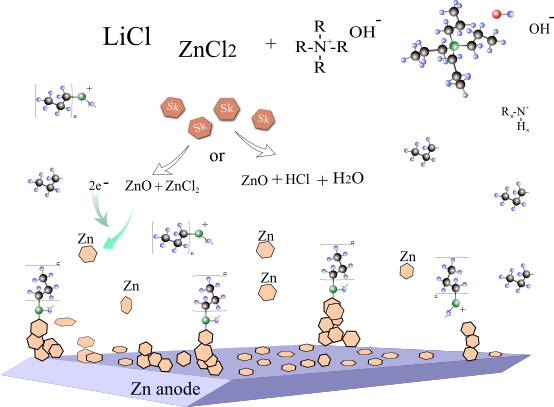 LiCl ZnCl2 + R R N+ R R OH-
OH-
+
n
Rn-N+
Hx
Sk Sk Sk Sk
or
2e-
ZnO + ZnCl2
ZnO + HCl + H2O
+
n
Zn Zn Zn
Zn Zn
n n n n
+
Zn anode